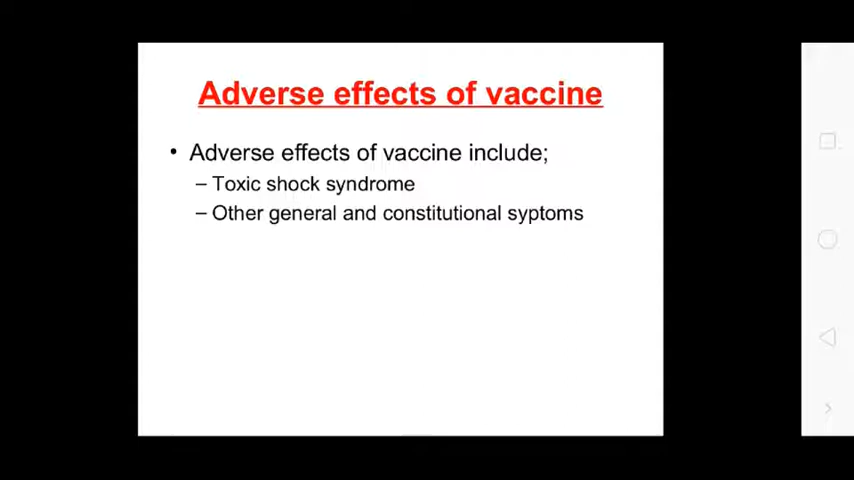 Adverse effects of vaccine
• Adverse effects of vaccine include;
– Toxic shock syndrome
– Other general and constitutional syptoms